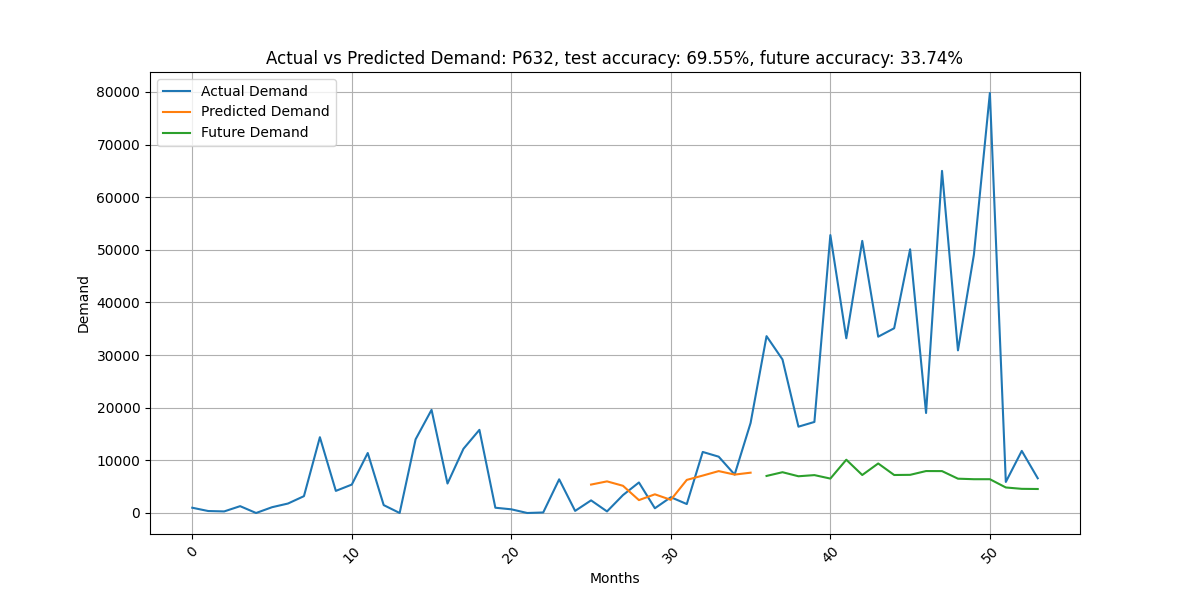 Actual vs Predicted Demand: P632, test accuracy: 69.55%, future accuracy: 33.74%
Actual Demand
Predicted Demand
Future Demand
80000
70000
60000
50000
40000
30000
20000
10000
0
Demand
0
10
20
30
40
50
Months